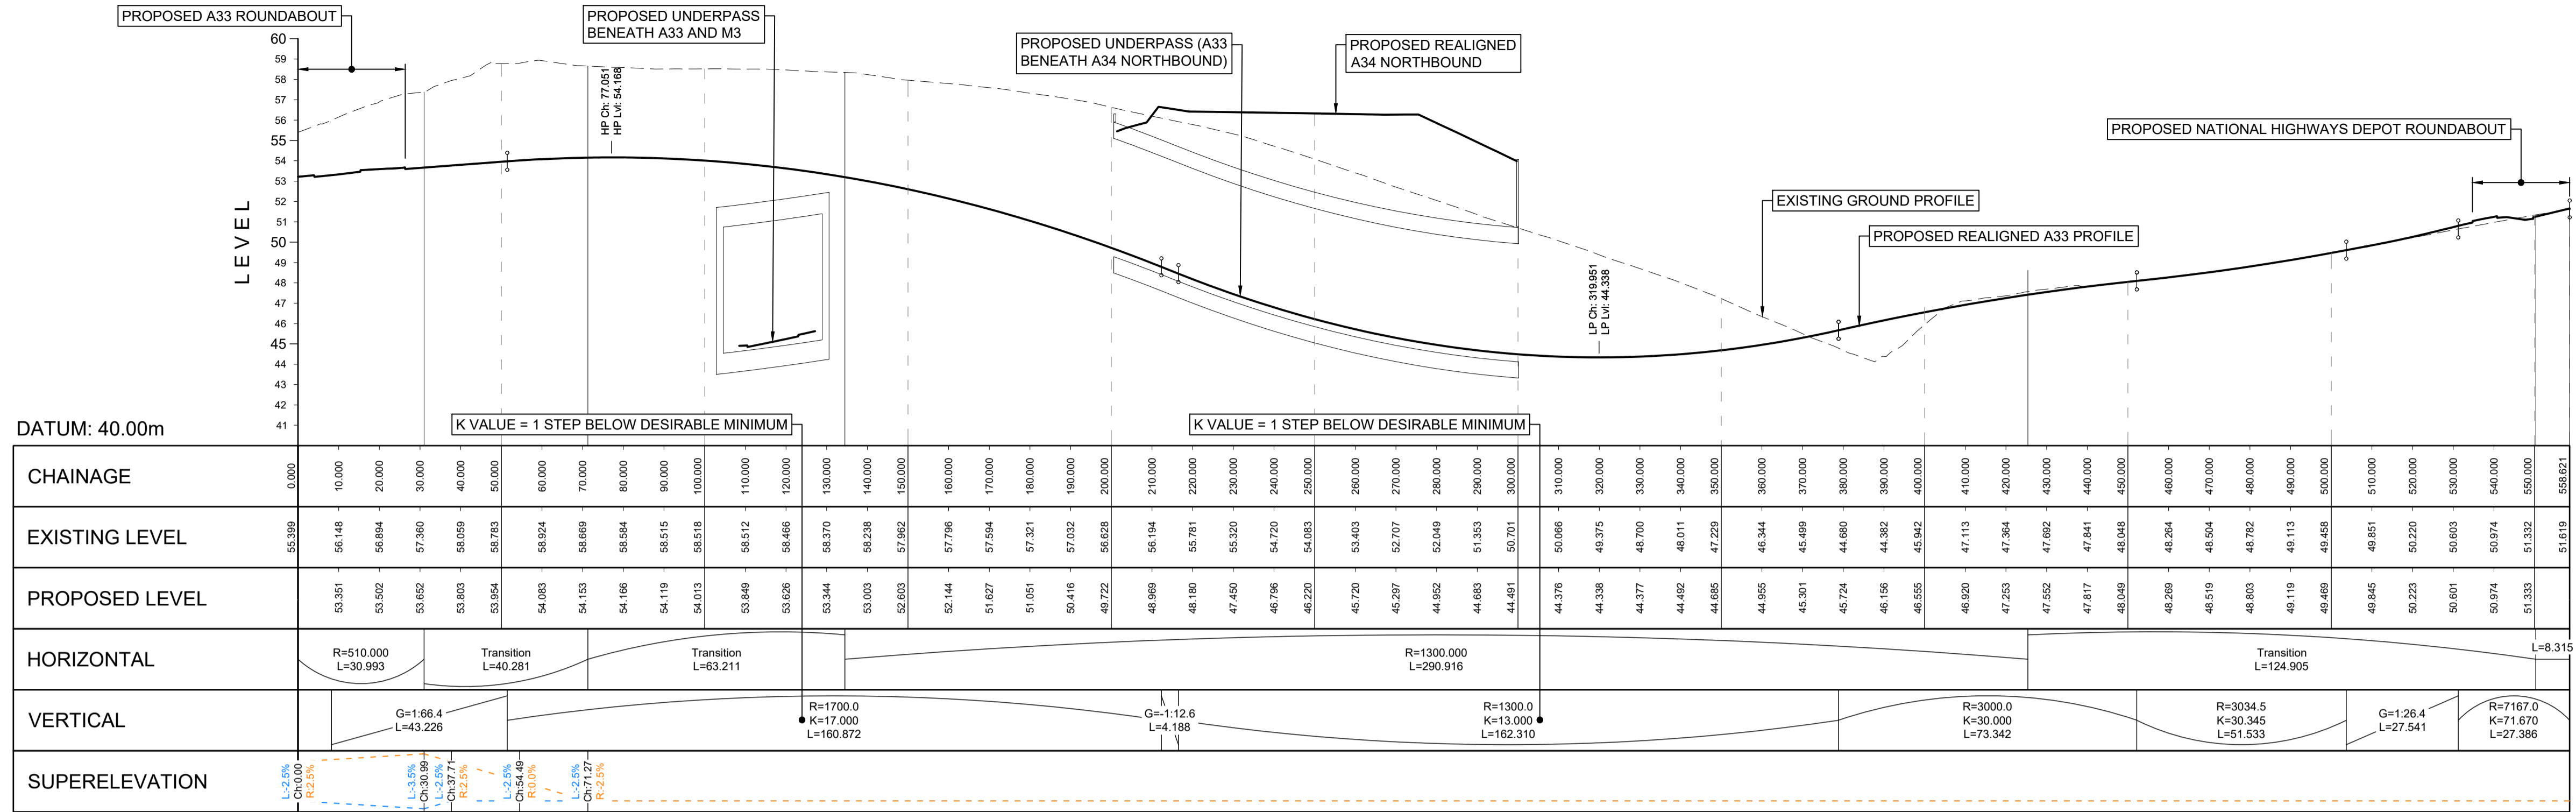 PROPOSED A33 ROUNDABOUT
PROPOSED UNDERPASS
BENEATH A33 AND M3
PROPOSED UNDERPASS (A33
BENEATH A34 NORTHBOUND)
PROPOSED REALIGNED
A34 NORTHBOUND
PROPOSED NATIONAL HIGHWAYS DEPOT ROUNDABOUT
EXISTING GROUND PROFILE
PROPOSED REALIGNED A33 PROFILE
HP Ch: 77.051
HP Lvl: 54.168
LP Ch: 319.951
LP Lvl: 44.338
LEVEL
60
59
58
57
56
55
54
53
52
51
50
49
48
47
46
45
44
43
42
41
DATUM: 40.00m
K VALUE = 1 STEP BELOW DESIRABLE MINIMUM
K VALUE = 1 STEP BELOW DESIRABLE MINIMUM
CHAINAGE
0.000 10.000 20.000 30.000 40.000 50.000 60.000 70.000 80.000 90.000 100.000 110.000 120.000 130.000 140.000 150.000 160.000 170.000 180.000 190.000 200.000 210.000 220.000 230.000 240.000 250.000 260.000 270.000 280.000 290.000 300.000 310.000 320.000 330.000 340.000 350.000 360.000 370.000 380.000 390.000 400.000 410.000 420.000 430.000 440.000 450.000 460.000 470.000 480.000 490.000 500.000 510.000 520.000 530.000 540.000 550.000 558.621
EXISTING LEVEL
55.399 56.148 56.894 57.360 58.059 58.783 58.924 58.669 58.584 58.515 58.518 58.512 58.466 58.370 58.238 57.962 57.796 57.594 57.321 57.032 56.628 56.194 55.781 55.320 54.720 54.083 53.403 52.707 52.049 51.353 50.701 50.066 49.375 48.700 48.011 47.229 46.344 45.499 44.680 44.382 45.942 47.113 47.364 47.692 47.841 48.048 48.264 48.504 48.782 49.113 49.458 49.851 50.220 50.603 50.974 51.332 51.619
PROPOSED LEVEL
53.351 53.502 53.652 53.803 53.954 54.083 54.153 54.166 54.119 54.013 53.849 53.626 53.344 53.003 52.603 52.144 51.627 51.051 50.416 49.722 48.969 48.180 47.450 46.796 46.220 45.720 45.297 44.952 44.683 44.491 44.376 44.338 44.377 44.492 44.685 44.955 45.301 45.724 46.156 46.555 46.920 47.253 47.552 47.817 48.049 48.269 48.519 48.803 49.119 49.469 49.845 50.223 50.601 50.974 51.333
HORIZONTAL
R=510.000
L=30.993
Transition
L=40.281
Transition
L=63.211
R=1300.000
L=290.916
Transition
L=124.905
L=8.315
VERTICAL
G=1:66.4
L=43.226
R=1700.0
K=17.000
L=160.872
G=-1:12.6
L=4.188
R=1300.0
K=13.000
L=162.310
R=3000.0
K=30.000
L=73.342
R=3034.5
K=30.345
L=51.533
G=1:26.4
L=27.541
R=7167.0
K=71.670
L=27.386
SUPERELEVATION
L:-2.5%
Ch:0.00
R:2.5%
L:-3.5%
Ch:30.99
L:-2.5%
Ch:37.71
R:2.5%
L:-2.5%
Ch:54.49
R:0.0%
L:-2.5%
Ch:71.27
R:-2.5%